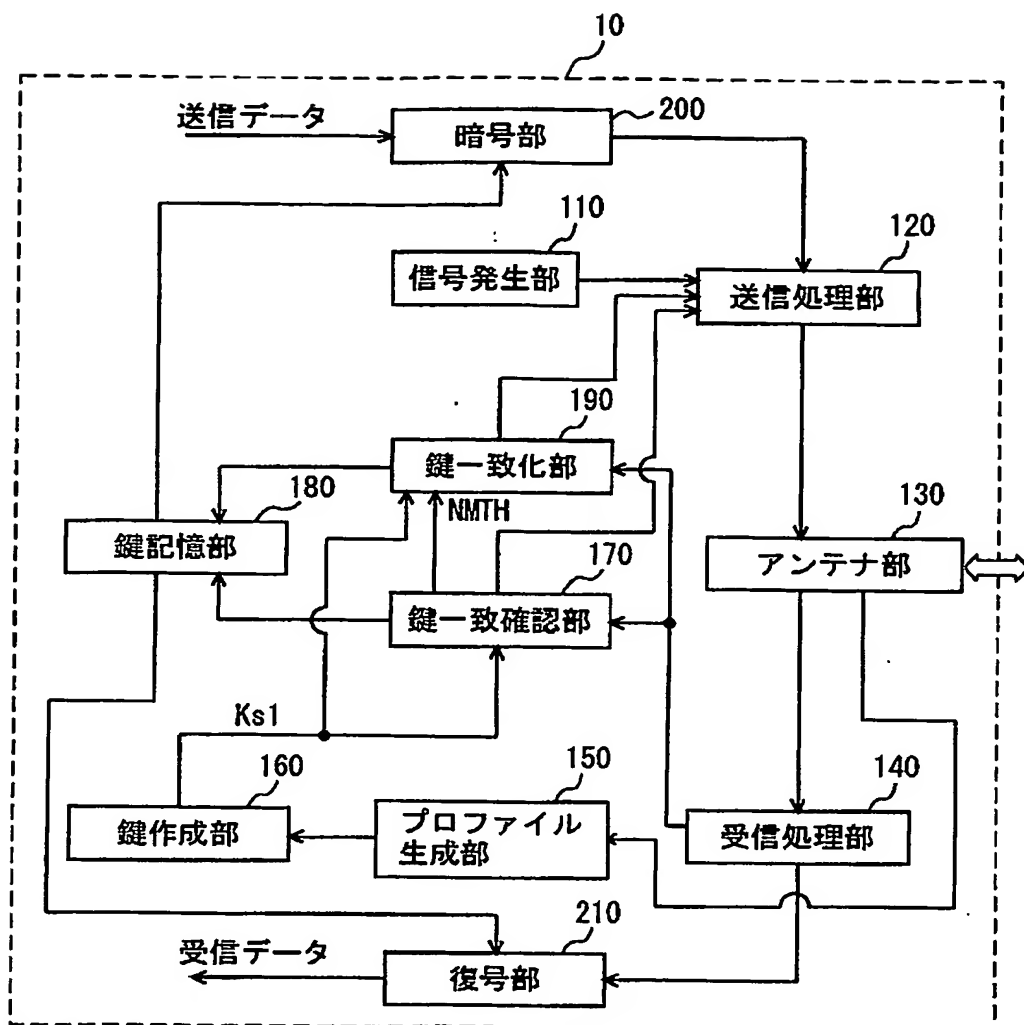 10
送信データ
200
暗号部
110
信号発生部
120
送信処理部
190
鍵一致化部
180
鍵記憶部
NMTH
130
アンテナ部
170
鍵一致確認部
Ks1
160
鍵作成部
150
プロファイル
生成部
140
受信処理部
210
受信データ
復号部